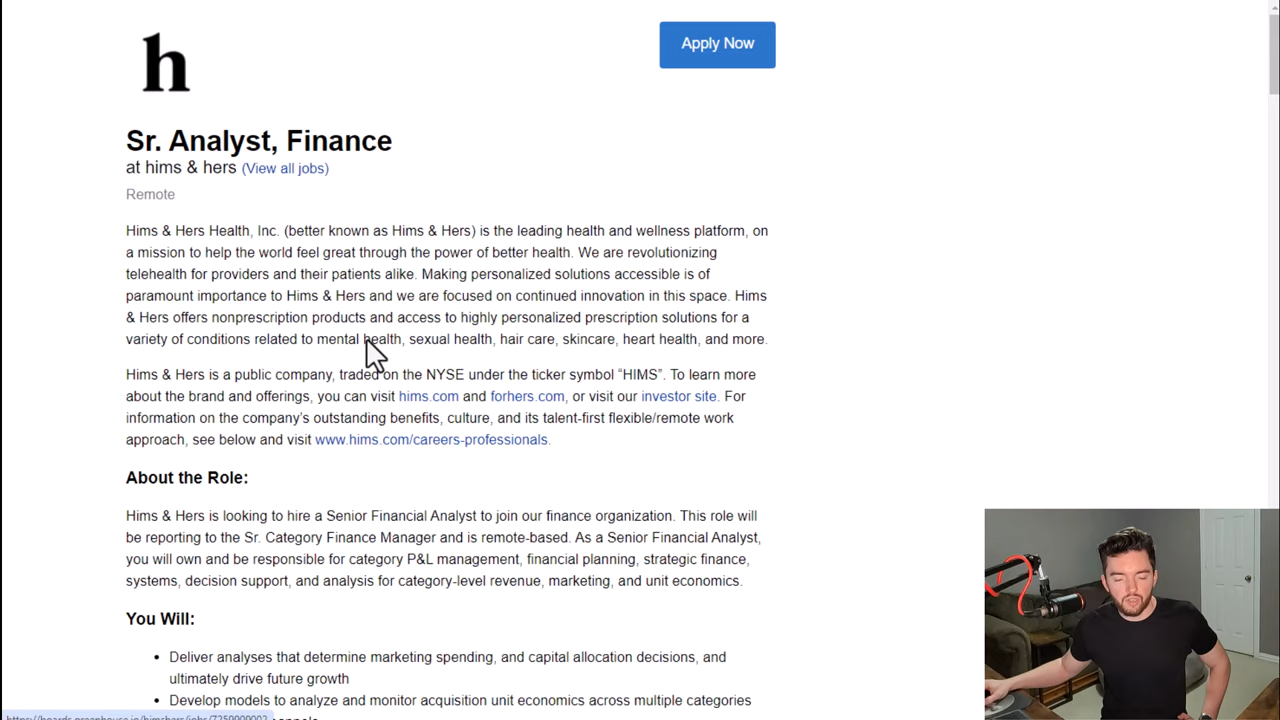 Apply Now
h
Sr. Analyst, Finance
at hims & hers (View all jobs)
Remote
Hims & Hers Health, Inc. (better known as Hims & Hers) is the leading health and wellness platform, on
a mission to help the world feel great through the power of better health. We are revolutionizing
telehealth for providers and their patients alike. Making personalized solutions accessible is of
paramount importance to Hims & Hers and we are focused on continued innovation in this space. Hims
& Hers offers nonprescription products and access to highly personalized prescription solutions for a
variety of conditions related to mental health, sexual health, hair care, skincare, heart health, and more.
Hims & Hers is a public company, traded on the NYSE under the ticker symbol “HIMS”. To learn more
about the brand and offerings, you can visit hims.com and forhers.com, or visit our investor site. For
information on the company’s outstanding benefits, culture, and its talent-first flexible/remote work
approach, see below and visit www.hims.com/careers-professionals.
About the Role:
Hims & Hers is looking to hire a Senior Financial Analyst to join our finance organization. This role will
be reporting to the Sr. Category Finance Manager and is remote-based. As a Senior Financial Analyst,
you will own and be responsible for category P&L management, financial planning, strategic finance,
systems, decision support, and analysis for category-level revenue, marketing, and unit economics.
You Will:
• Deliver analyses that determine marketing spending, and capital allocation decisions, and
ultimately drive future growth
• Develop models to analyze and monitor acquisition unit economics across multiple categories